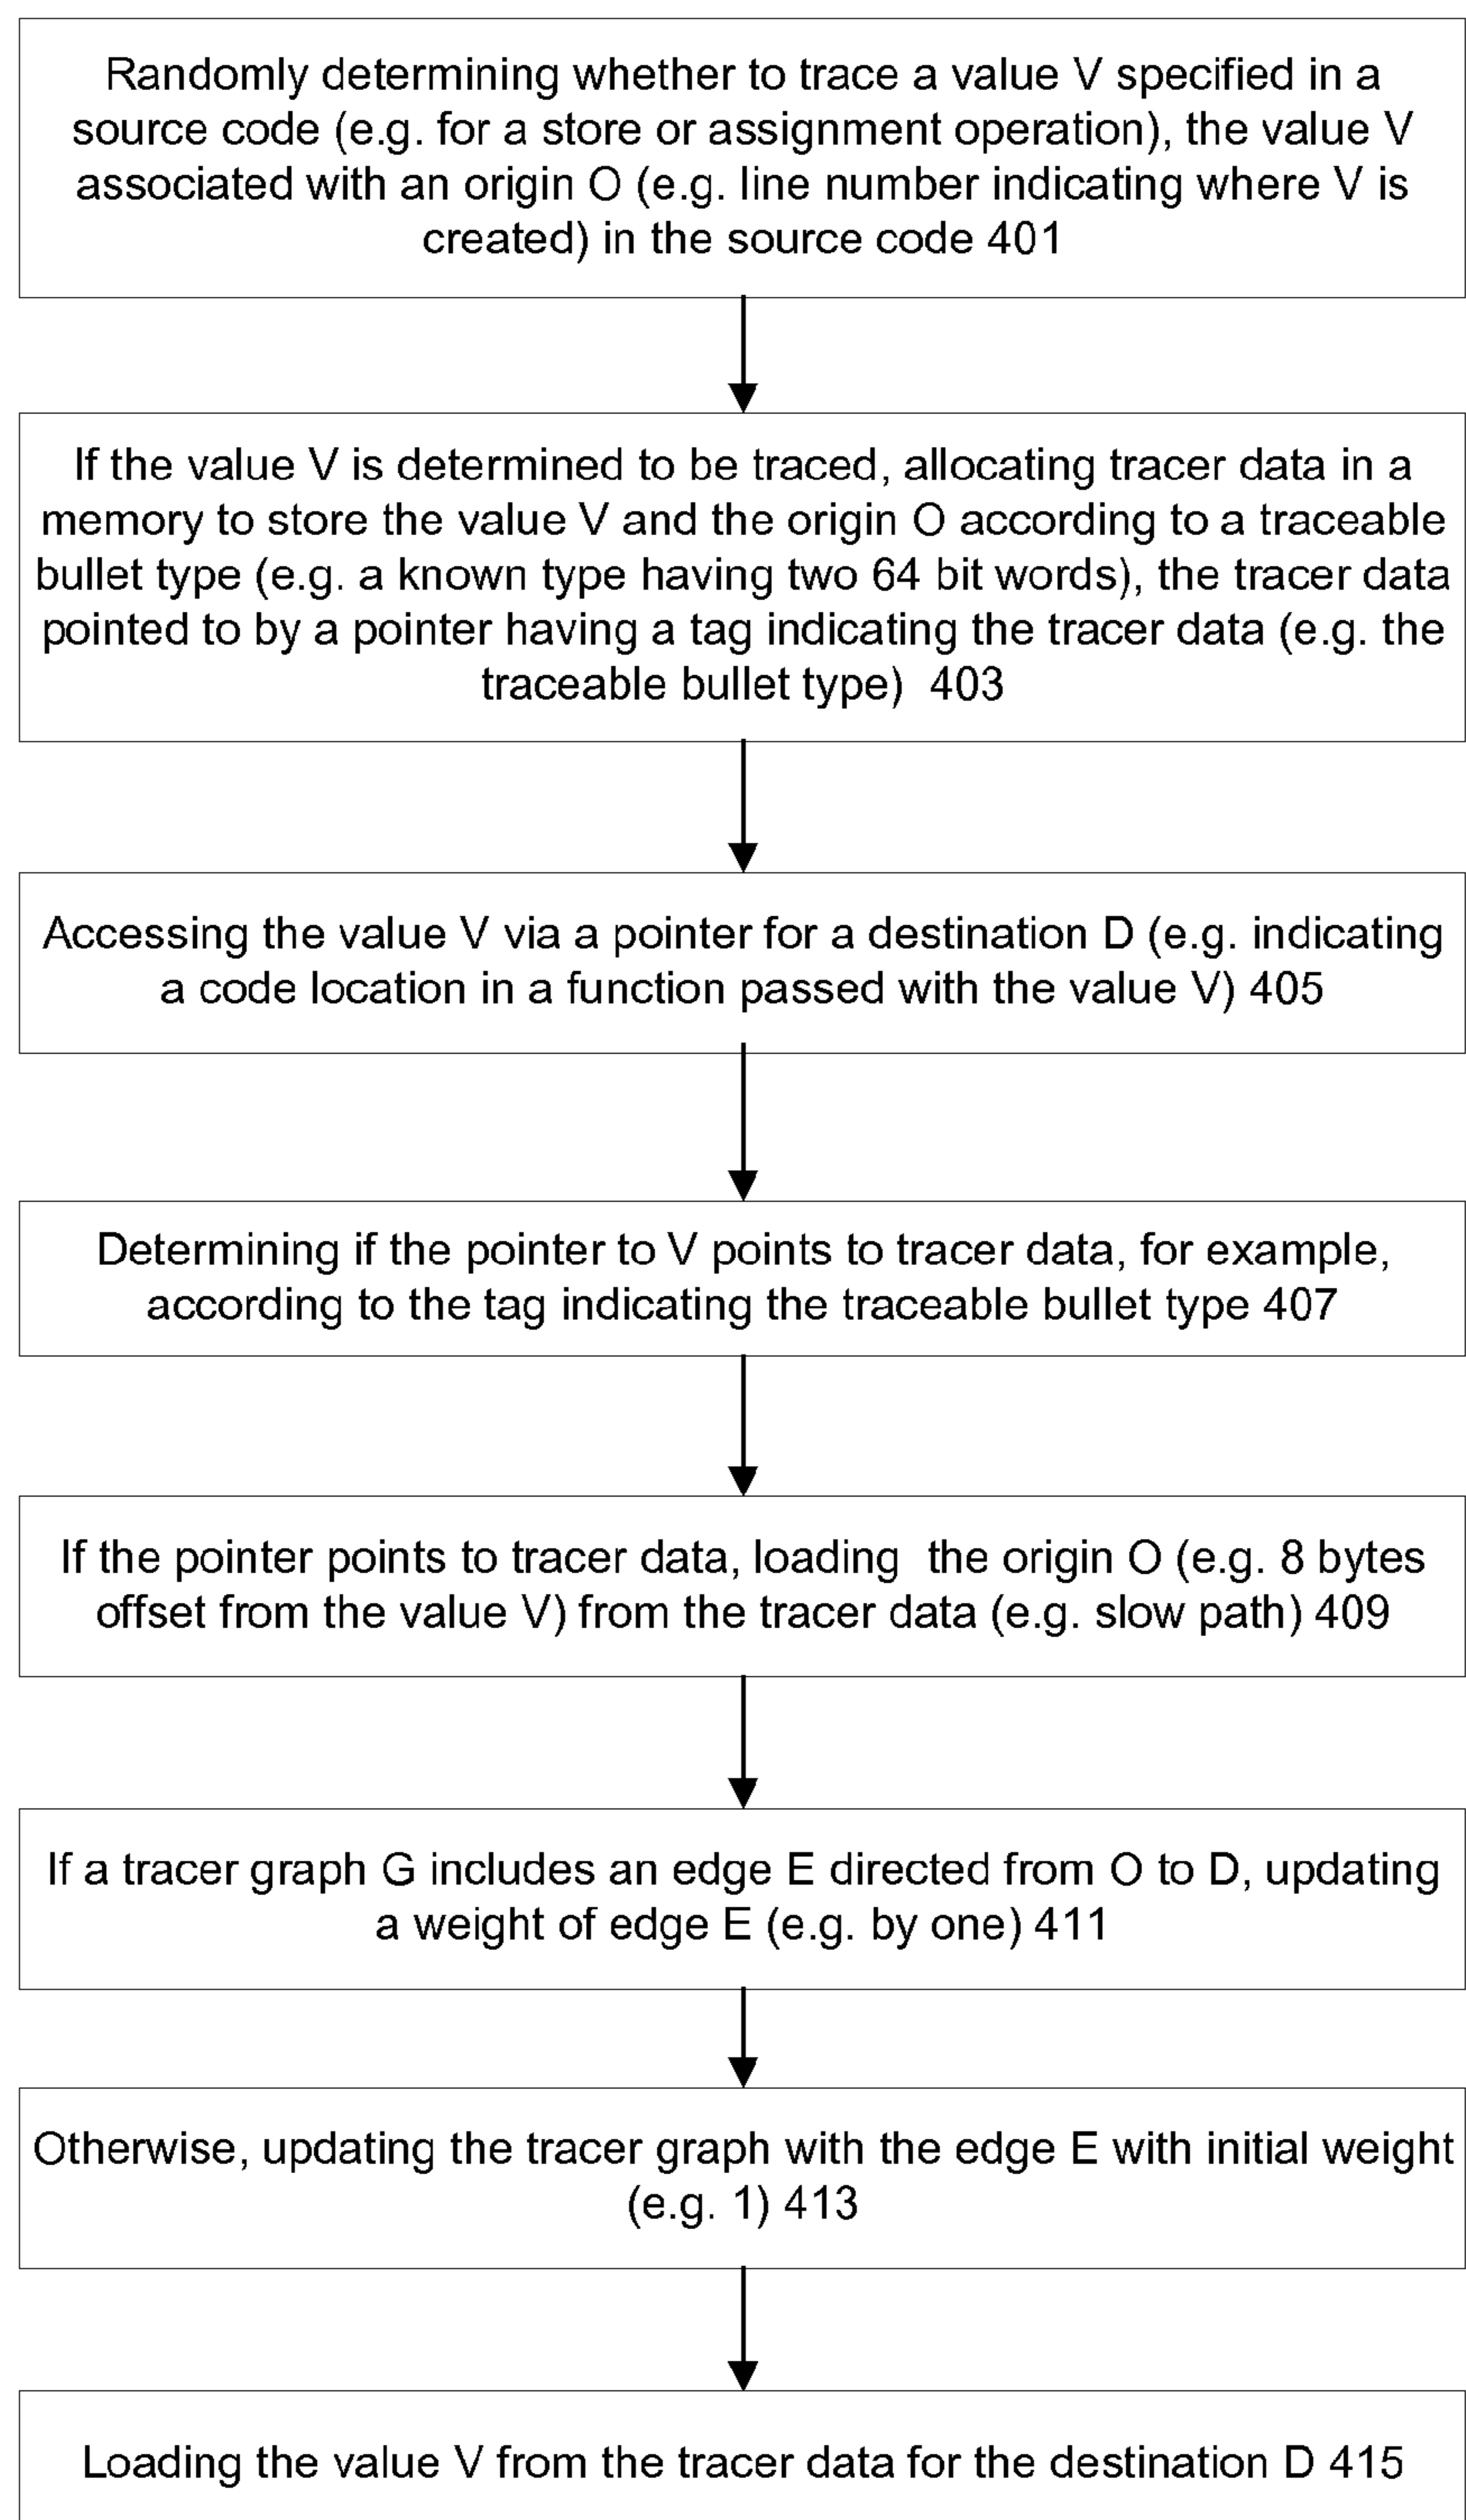 Randomly determining whether to trace a value V specified in a
source code (e.g. for a store or assignment operation), the value V
associated with an origin O (e.g. line number indicating where V is
created) in the source code 401
If the value V is determined to be traced, allocating tracer data in a
memory to store the value V and the origin O according to a traceable
bullet type (e.g. a known type having two 64 bit words), the tracer data
pointed to by a pointer having a tag indicating the tracer data (e.g. the
traceable bullet type) 403
Accessing the value V via a pointer for a destination D (e.g. indicating
a code location in a function passed with the value V) 405
Determining if the pointer to V points to tracer data, for example,
according to the tag indicating the traceable bullet type 407
If the pointer points to tracer data, loading the origin O (e.g. 8 bytes
offset from the value V) from the tracer data (e.g. slow path) 409
If a tracer graph G includes an edge E directed from O to D, updating
a weight of edge E (e.g. by one) 411
Otherwise, updating the tracer graph with the edge E with initial weight
(e.g. 1) 413
Loading the value V from the tracer data for the destination D 415